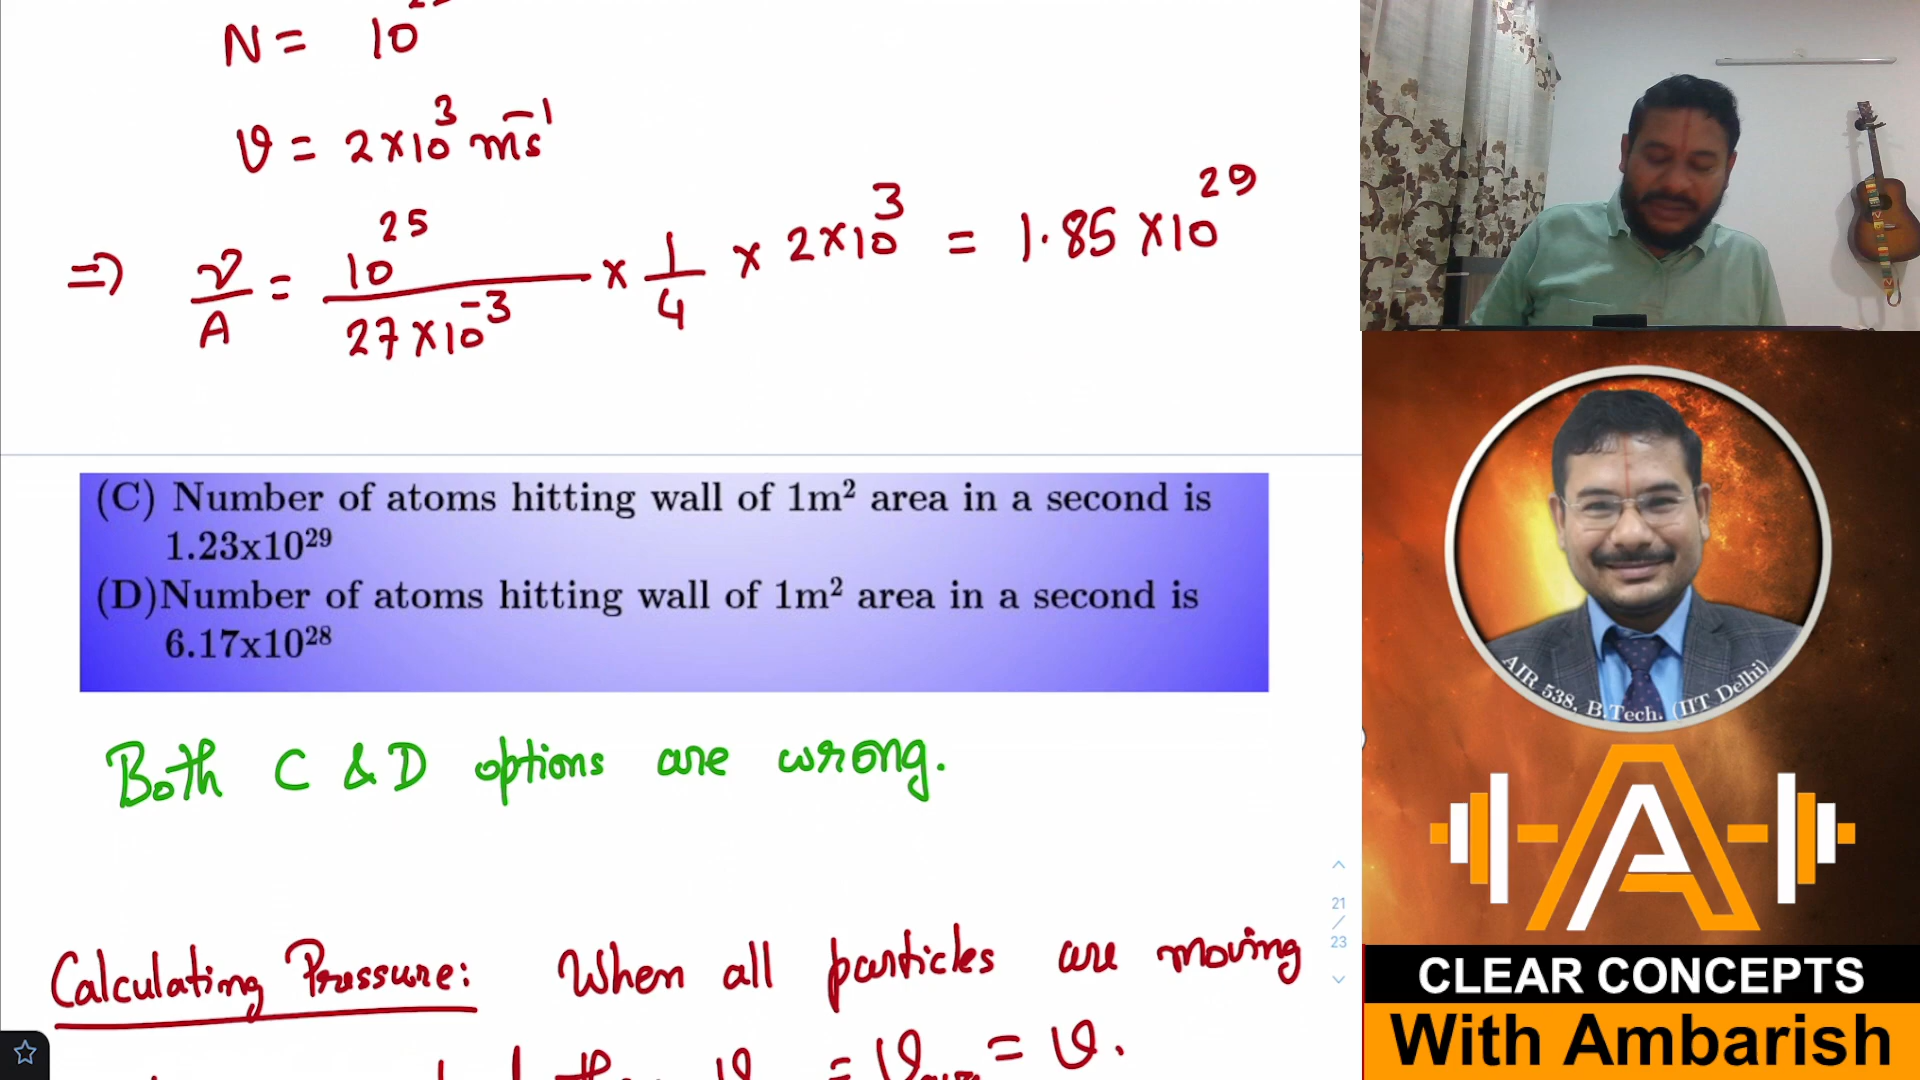 N = 10
v = 2×10³ ms⁻¹
⇒ ν/A = 10²⁵/27×10⁻³ × 1/4 × 2×10³ = 1.85 ×10²⁹
(C) Number of atoms hitting wall of 1m² area in a second is
1.23x10²⁹
(D)Number of atoms hitting wall of 1m² area in a second is
6.17x10²⁸
Both C & D options are wrong.
Calculating Pressure: When all particles are moving
= v.
21
/
23
AIR 538, B.Tech. (IIT Delhi)
A
CLEAR CONCEPTS
With Ambarish